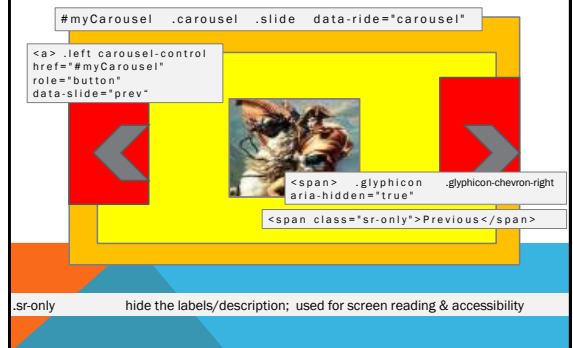 #myCarousel .carousel .slide data-ride="carousel"
<a> .left carousel-control
href="#myCarousel"
role="button"
data-slide="prev“
<span> .glyphicon .glyphicon-chevron-right
aria-hidden="true"
<span class="sr-only">Previous</span>
.sr-only hide the labels/description; used for screen reading & accessibility